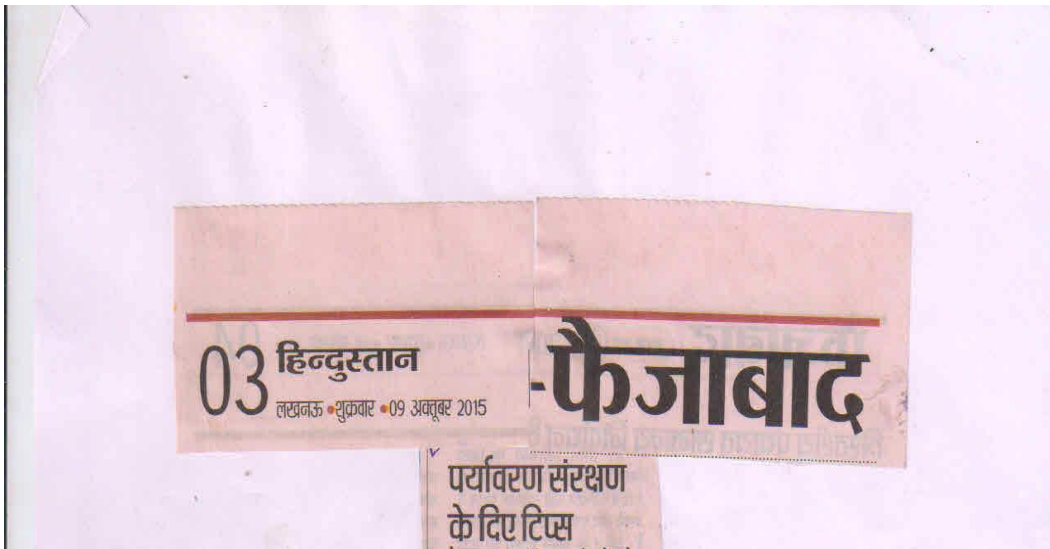 03 हिन्दुस्तान
लखनऊ •शुक्रवार •09 अक्तूबर 2015
-फैजाबाद
पर्यावरण संरक्षण
के दिए टिप्स